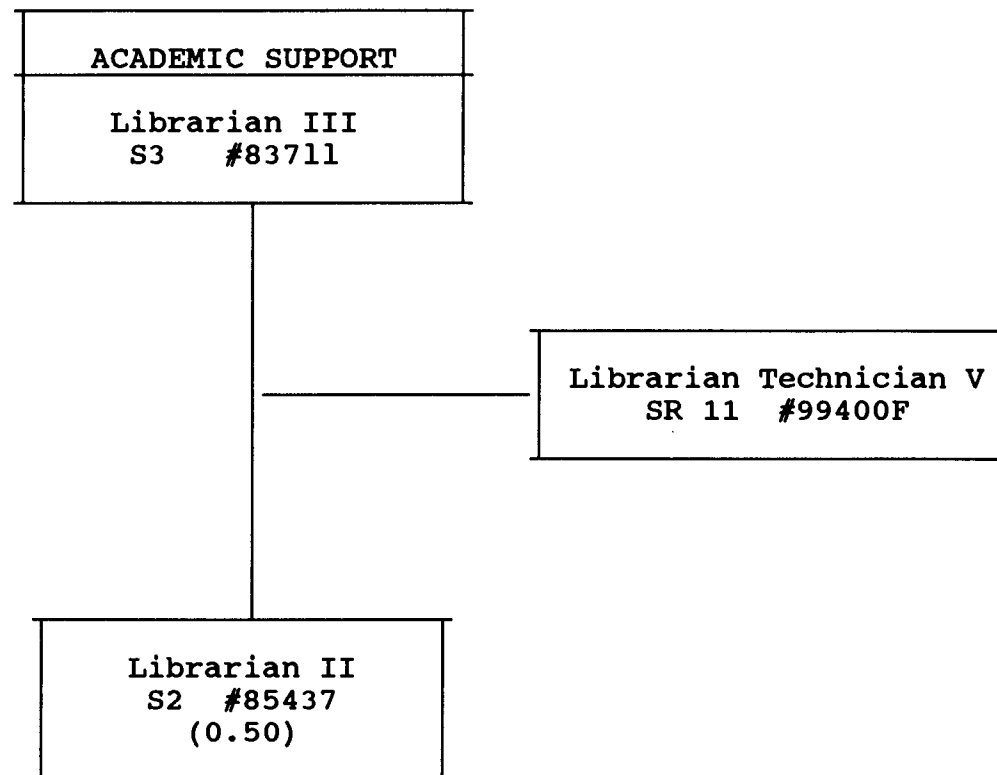 ACADEMIC SUPPORT
Librarian III
S3 #83711
Librarian Technician V
SR 11 #99400F
Librarian II
S2 #85437
(0.50)